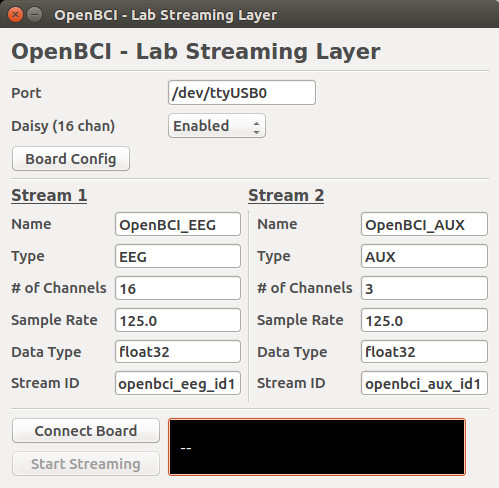 OpenBCI - Lab Streaming Layer
OpenBCI - Lab Streaming Layer
Port /dev/ttyUSB0
Daisy (16 chan) Enabled
Board Config
Stream 1 Stream 2
Name OpenBCI_EEG Name OpenBCI_AUX
Type EEG Type AUX
# of Channels 16 # of Channels 3
Sample Rate 125.0 Sample Rate 125.0
Data Type float32 Data Type float32
Stream ID openbci_eeg_id1 Stream ID openbci_aux_id1
Connect Board
--
Start Streaming